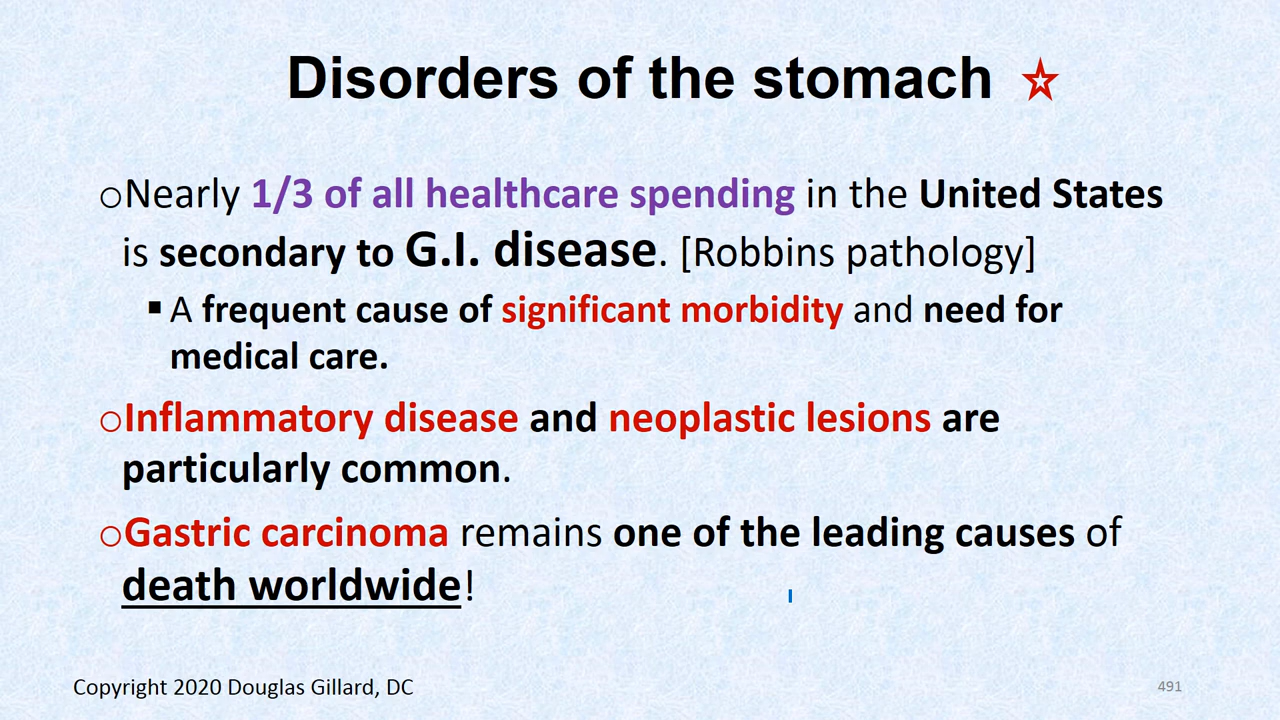 Disorders of the stomach ☆
○Nearly 1/3 of all healthcare spending in the United States
is secondary to G.I. disease. [Robbins pathology]
▪ A frequent cause of significant morbidity and need for
medical care.
○Inflammatory disease and neoplastic lesions are
particularly common.
○Gastric carcinoma remains one of the leading causes of
death worldwide!
Copyright 2020 Douglas Gillard, DC
491